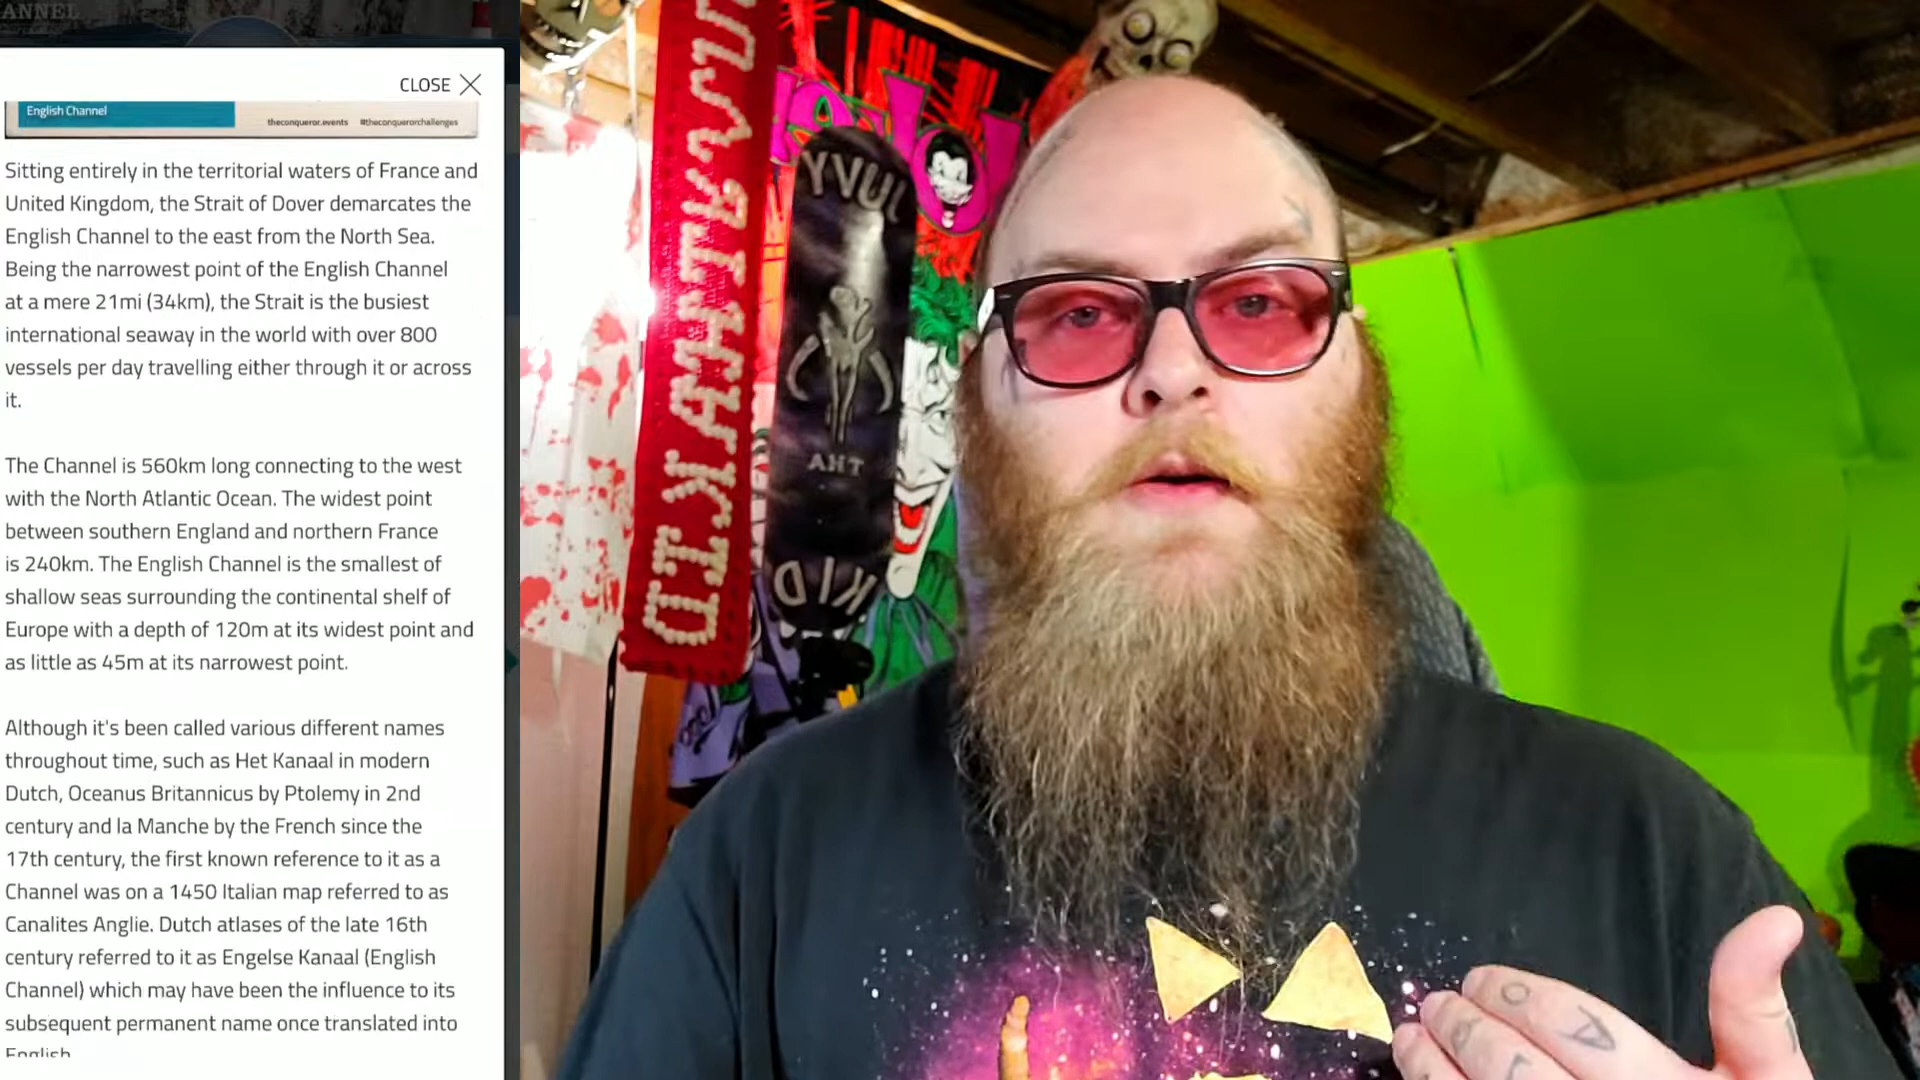 ANNEL
CLOSE
English Channel
theconqueror.events #theconquerorchallenges
Sitting entirely in the territorial waters of France and
United Kingdom, the Strait of Dover demarcates the
English Channel to the east from the North Sea.
Being the narrowest point of the English Channel
at a mere 21mi (34km), the Strait is the busiest
international seaway in the world with over 800
vessels per day travelling either through it or across
it.
The Channel is 560km long connecting to the west
with the North Atlantic Ocean. The widest point
between southern England and northern France
is 240km. The English Channel is the smallest of
shallow seas surrounding the continental shelf of
Europe with a depth of 120m at its widest point and
as little as 45m at its narrowest point.
Although it's been called various different names
throughout time, such as Het Kanaal in modern
Dutch, Oceanus Britannicus by Ptolemy in 2nd
century and la Manche by the French since the
17th century, the first known reference to it as a
Channel was on a 1450 Italian map referred to as
Canalites Anglie. Dutch atlases of the late 16th
century referred to it as Engelse Kanaal (English
Channel) which may have been the influence to its
subsequent permanent name once translated into
English